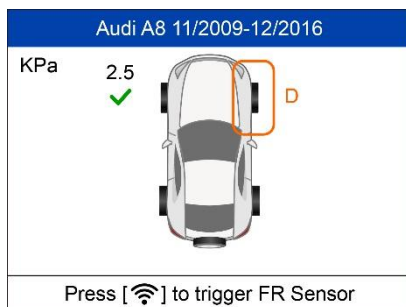 Audi A8 11/2009-12/2016
KPa
2.5
D
Press [ ] to trigger FR Sensor